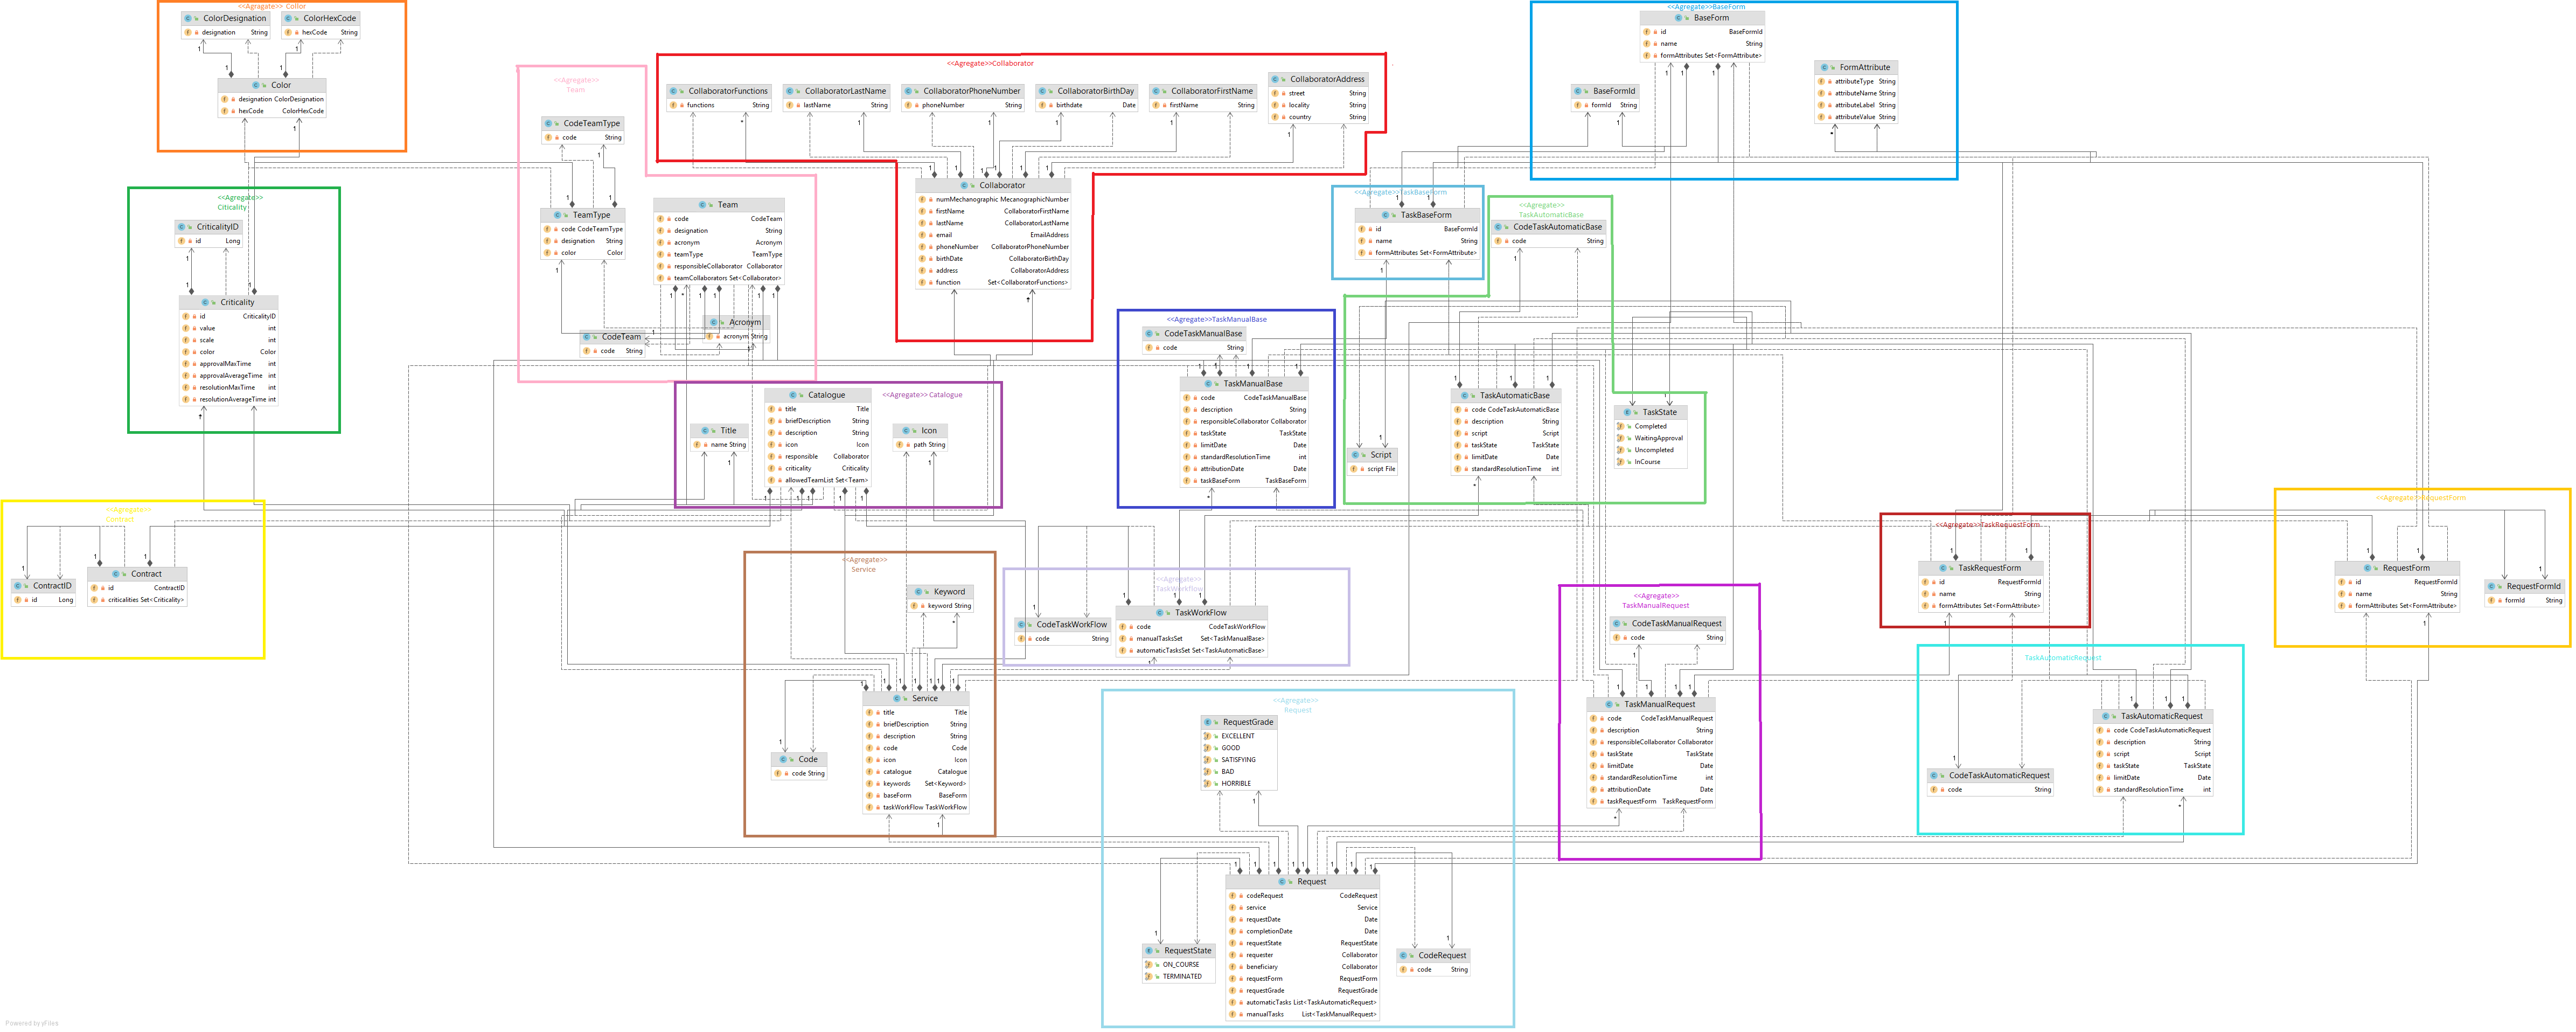 <<Agregate>> Collor
ColorDesignation
designation String
ColorHexCode
hexCode String
Color
designation ColorDesignation
hexCode ColorHexCode
<<Agregate>>
Citicality
CriticalityID
id Long
Criticality
id CriticalityID
value int
scale int
color Color
approvalMaxTime int
approvalAverageTime int
resolutionMaxTime int
resolutionAverageTime int
<<Agregate>>
Contract
ContractID
id Long
Contract
id ContractID
criticalities Set<Criticality>
<<Agregate>>
Team
CodeTeamType
code String
TeamType
code CodeTeamType
designation String
color Color
Team
code CodeTeam
designation String
acronym Acronym
teamType TeamType
responsibleCollaborator Collaborator
teamCollaborators Set<Collaborator>
CodeTeam
code String
Acronym
acronym String
<<Agregate>>Collaborator
CollaboratorFunctions
functions String
CollaboratorLastName
lastName String
CollaboratorPhoneNumber
phoneNumber String
CollaboratorBirthDay
birthdate Date
CollaboratorFirstName
firstName String
CollaboratorAddress
street String
locality String
country String
Collaborator
numMechanographic MecanographicNumber
firstName CollaboratorFirstName
lastName CollaboratorLastName
email EmailAddress
phoneNumber CollaboratorPhoneNumber
birthDate CollaboratorBirthDay
address CollaboratorAddress
function Set<CollaboratorFunctions>
<<Agregate>>BaseForm
BaseForm
id BaseFormId
name String
formAttributes Set<FormAttribute>
BaseFormId
formId String
FormAttribute
attributeType String
attributeName String
attributeLabel String
attributeValue String
<<Agregate>>TaskBaseForm
TaskBaseForm
id BaseFormId
name String
formAttributes Set<FormAttribute>
<<Agregate>>
TaskAutomaticBase
CodeTaskAutomaticBase
code String
TaskAutomaticBase
code CodeTaskAutomaticBase
description String
script Script
taskState TaskState
limitDate Date
standardResolutionTime int
Script
script File
TaskState
Completed
WaitingApproval
Uncompleted
InCourse
<<Agregate>>TaskManualBase
CodeTaskManualBase
code String
TaskManualBase
code CodeTaskManualBase
description String
responsibleCollaborator Collaborator
taskState TaskState
limitDate Date
standardResolutionTime int
attributionDate Date
taskBaseForm TaskBaseForm
<<Agregate>> Catalogue
Catalogue
title Title
briefDescription String
description String
icon Icon
responsible Collaborator
criticality Criticality
allowedTeamList Set<Team>
Title
name String
Icon
path String
<<Agregate>>
Service
Keyword
keyword String
Service
title Title
briefDescription String
description String
code Code
icon Icon
catalogue Catalogue
keywords Set<Keyword>
baseForm BaseForm
taskWorkFlow TaskWorkFlow
Code
code String
<<Agregate>>
TaskWorkflow
CodeTaskWorkFlow
code String
TaskWorkFlow
code CodeTaskWorkFlow
manualTasksSet Set<TaskManualBase>
automaticTasksSet Set<TaskAutomaticBase>
<<Agregate>>
TaskManualRequest
CodeTaskManualRequest
code String
TaskManualRequest
code CodeTaskManualRequest
description String
responsibleCollaborator Collaborator
taskState TaskState
limitDate Date
standardResolutionTime int
attributionDate Date
taskRequestForm TaskRequestForm
<<Agregate>>TaskRequestForm
TaskRequestForm
id RequestFormId
name String
formAttributes Set<FormAttribute>
<<Agregate>>RequestForm
RequestForm
id RequestFormId
name String
formAttributes Set<FormAttribute>
RequestFormId
formId String
TaskAutomaticRequest
TaskAutomaticRequest
code CodeTaskAutomaticRequest
description String
script Script
taskState TaskState
limitDate Date
standardResolutionTime int
CodeTaskAutomaticRequest
code String
<<Agregate>>
Request
RequestGrade
EXCELLENT
GOOD
SATISFYING
BAD
HORRIBLE
Request
codeRequest CodeRequest
service Service
requestDate Date
completionDate Date
requestState RequestState
requester Collaborator
beneficiary Collaborator
requestForm RequestForm
requestGrade RequestGrade
automaticTasks List<TaskAutomaticRequest>
manualTasks List<TaskManualRequest>
RequestState
ON_COURSE
TERMINATED
CodeRequest
code String
Powered by yFiles